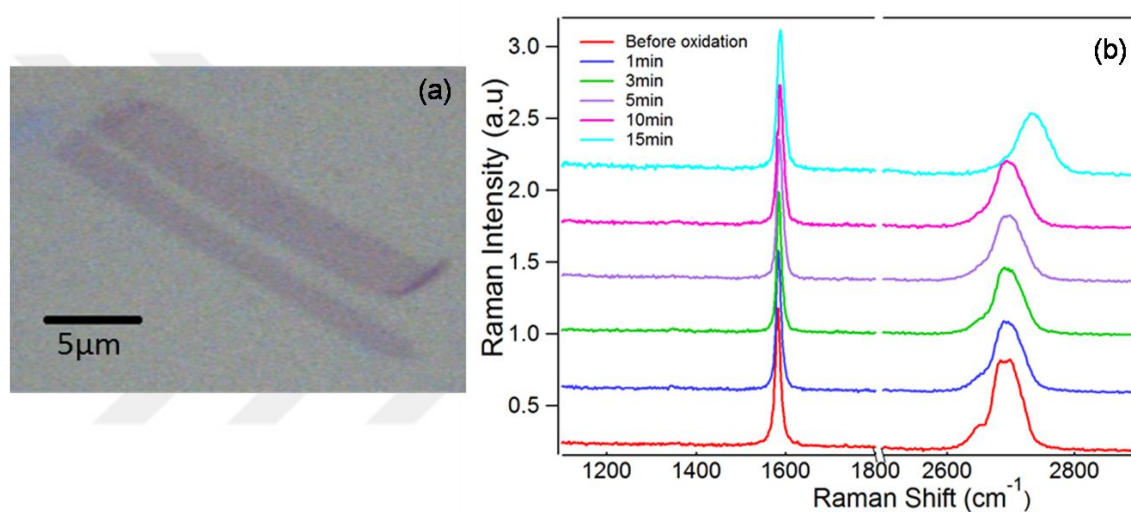 (a)
5μm
(b)
Before oxidation
1min
3min
5min
10min
15min
Raman Intensity (a.u)
3.0
2.5
2.0
1.5
1.0
0.5
1200
1400
1600
1800
2600
2800
Raman Shift (cm⁻¹)